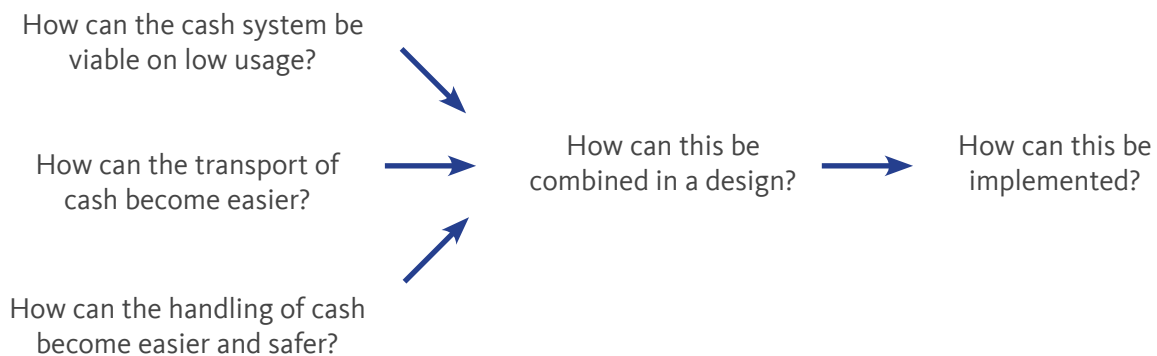 How can the cash system be
viable on low usage?
How can the transport of
cash become easier?
How can the handling of cash
become easier and safer?
How can this be
combined in a design?
How can this be
implemented?